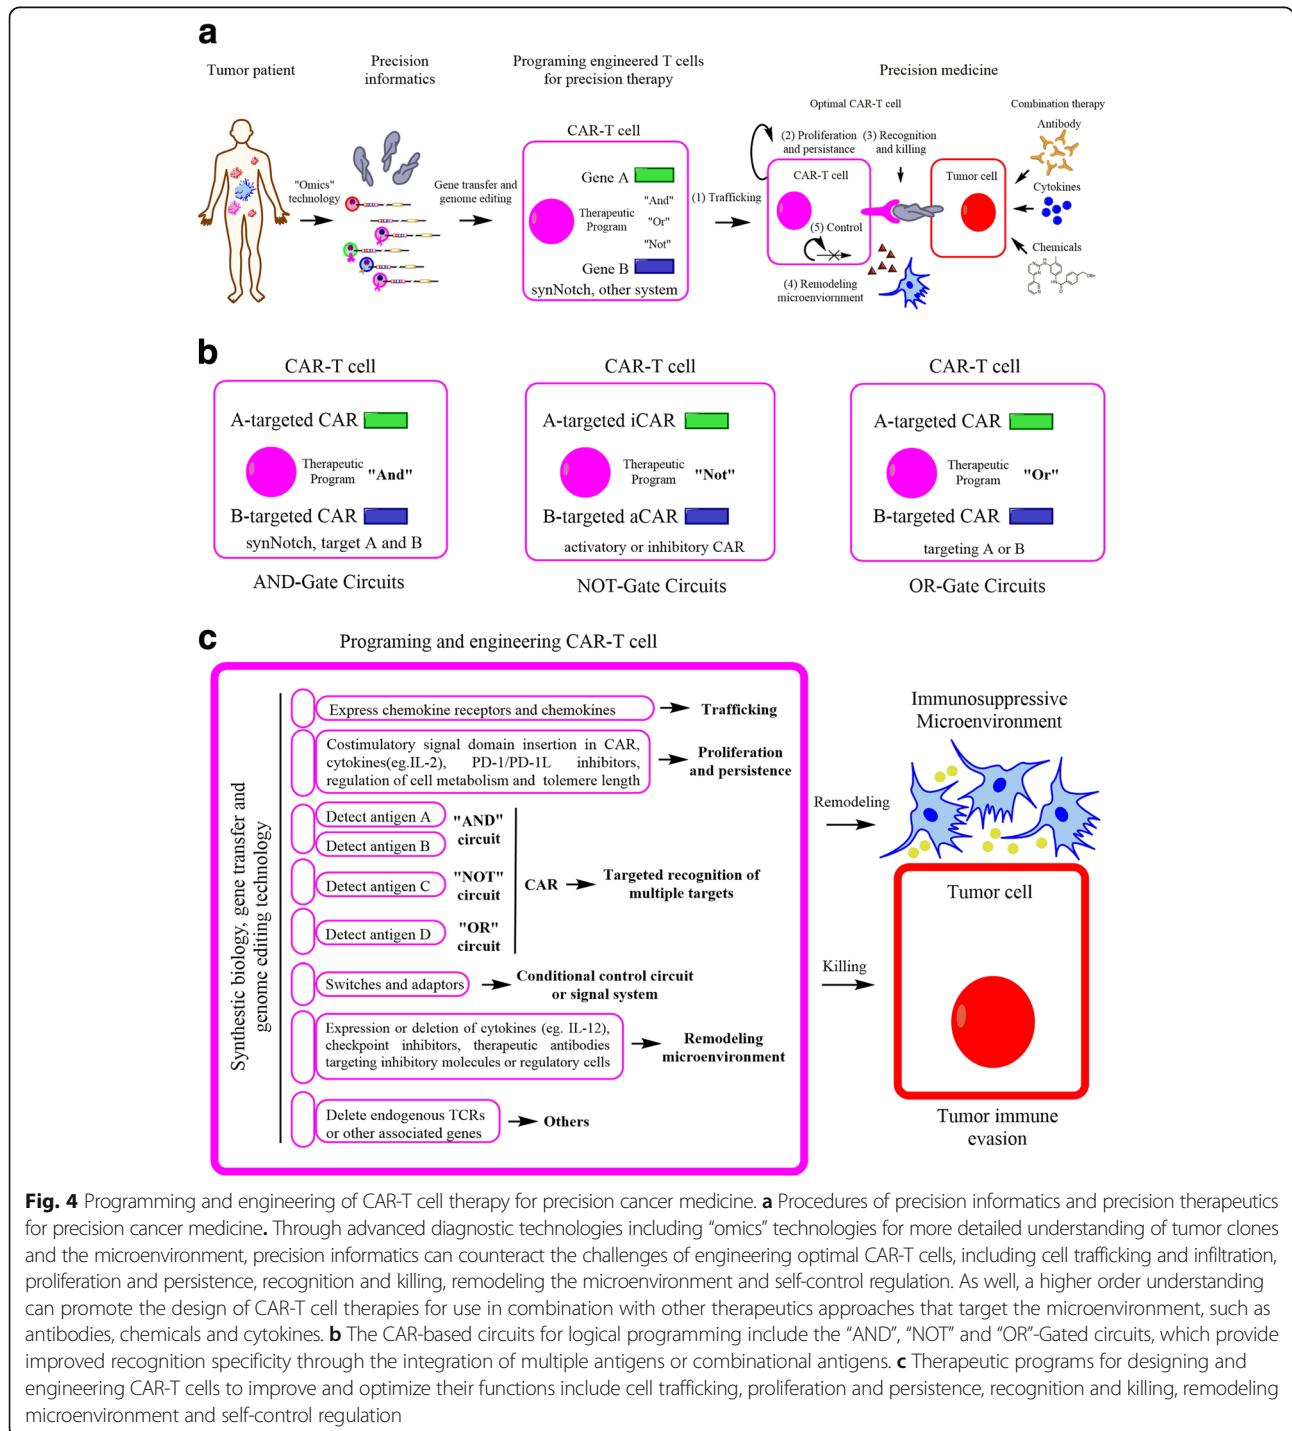 a
Tumor patient
Precision
informatics
Programing engineered T cells
for precision therapy
Precision medicine
"Omics"
technology
Gene transfer and
genome editing
CAR-T cell
Gene A
"And"
Therapeutic
Program
"Or"
"Not"
Gene B
synNotch, other system
(1) Trafficking
Optimal CAR-T cell
(2) Proliferation
and persistance
(3) Recognition
and killing
CAR-T cell
(5) Control
(4) Remodeling
microenviornment
Tumor cell
Combination therapy
Antibody
Cytokines
Chemicals
b
CAR-T cell
A-targeted CAR
Therapeutic
Program
"And"
B-targeted CAR
synNotch, target A and B
AND-Gate Circuits
CAR-T cell
A-targeted iCAR
Therapeutic
Program
"Not"
B-targeted aCAR
activatory or inhibitory CAR
NOT-Gate Circuits
CAR-T cell
A-targeted CAR
Therapeutic
Program
"Or"
B-targeted CAR
targeting A or B
OR-Gate Circuits
c
Programing and engineering CAR-T cell
Synthestic biology, gene transfer and
genome editing technology
Express chemokine receptors and chemokines
Trafficking
Costimulatory signal domain insertion in CAR,
cytokines(eg.IL-2), PD-1/PD-1L inhibitors,
regulation of cell metabolism and tolemere length
Proliferation
and persistence
Detect antigen A
Detect antigen B
"AND"
circuit
Detect antigen C
"NOT"
circuit
Detect antigen D
"OR"
circuit
CAR
Targeted recognition of
multiple targets
Switches and adaptors
Conditional control circuit
or signal system
Expression or deletion of cytokines (eg. IL-12),
checkpoint inhibitors, therapeutic antibodies
targeting inhibitory molecules or regulatory cells
Remodeling
microenvironment
Delete endogenous TCRs
or other associated genes
Others
Remodeling
Killing
Immunosuppressive
Microenvironment
Tumor cell
Tumor immune
evasion
Fig. 4 Programming and engineering of CAR-T cell therapy for precision cancer medicine. a Procedures of precision informatics and precision therapeutics
for precision cancer medicine. Through advanced diagnostic technologies including “omics” technologies for more detailed understanding of tumor clones
and the microenvironment, precision informatics can counteract the challenges of engineering optimal CAR-T cells, including cell trafficking and infiltration,
proliferation and persistence, recognition and killing, remodeling the microenvironment and self-control regulation. As well, a higher order understanding
can promote the design of CAR-T cell therapies for use in combination with other therapeutics approaches that target the microenvironment, such as
antibodies, chemicals and cytokines. b The CAR-based circuits for logical programming include the “AND”, “NOT” and “OR”-Gated circuits, which provide
improved recognition specificity through the integration of multiple antigens or combinational antigens. c Therapeutic programs for designing and
engineering CAR-T cells to improve and optimize their functions include cell trafficking, proliferation and persistence, recognition and killing, remodeling
microenvironment and self-control regulation